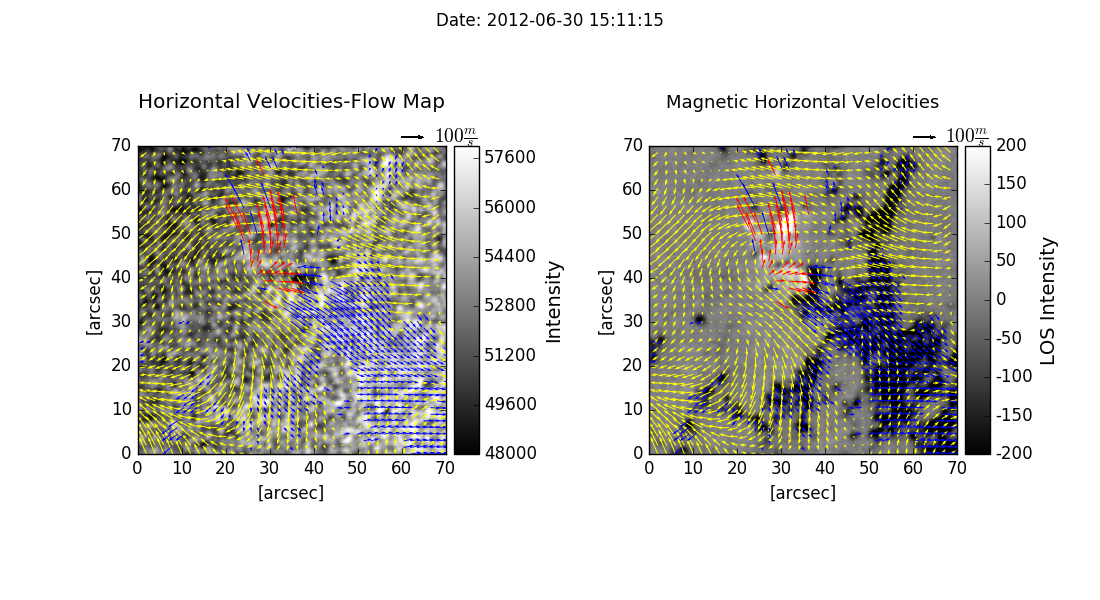 Date: 2012-06-30 15:11:15
Horizontal Velocities-Flow Map
100 m/s
70
60
50
40
30
20
10
0
[arcsec]
0 10 20 30 40 50 60 70
[arcsec]
57600
56000
54400
52800
51200
49600
48000
Intensity
Magnetic Horizontal Velocities
100 m/s
70
60
50
40
30
20
10
0
[arcsec]
0 10 20 30 40 50 60 70
[arcsec]
200
150
100
50
0
-50
-100
-150
-200
LOS Intensity